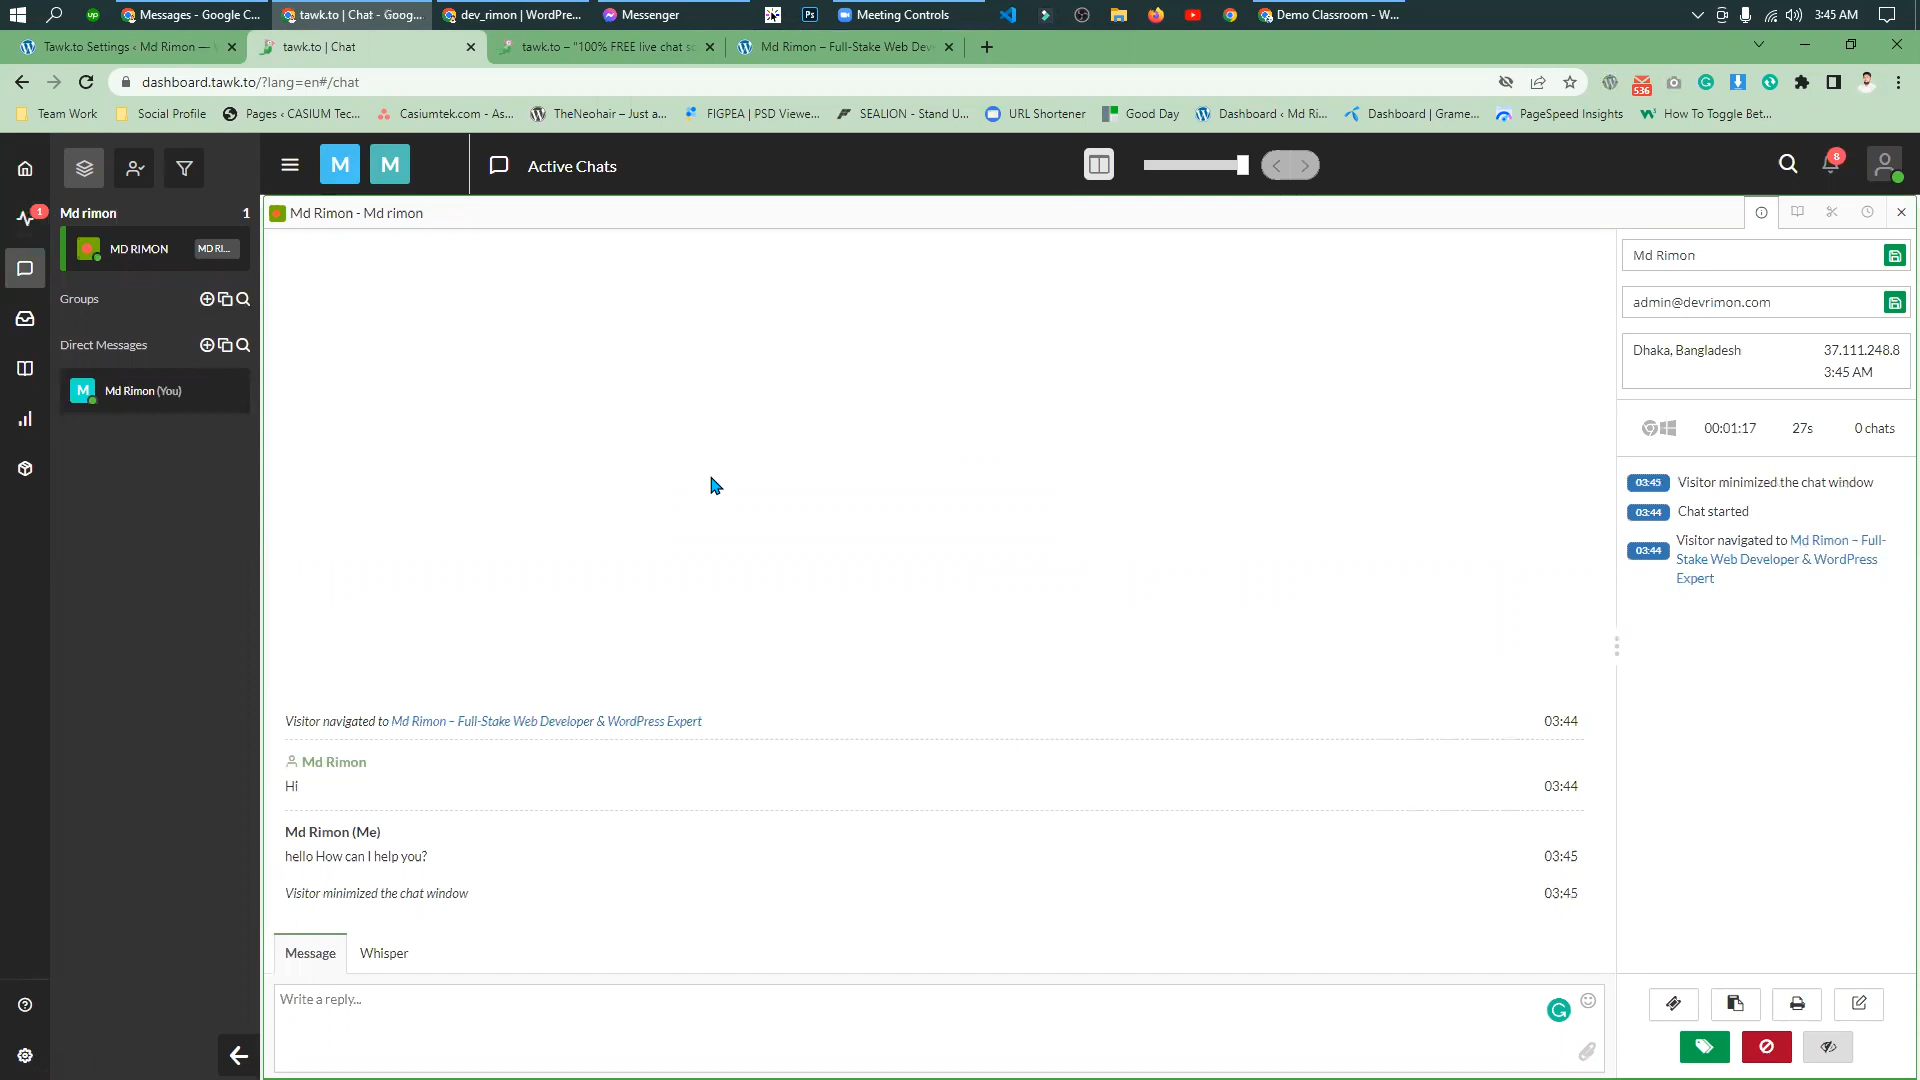 Messages - Google C...
tawk.to | Chat - Goog...
dev_rimon | WordPre...
Messenger
Ps
Meeting Controls
Demo Classroom - W...
3:45 AM
Tawk.to Settings ‹ Md Rimon —
tawk.to | Chat
tawk.to – "100% FREE live chat so
Md Rimon – Full-Stake Web Dev
dashboard.tawk.to/?lang=en#/chat
536
Team Work
Social Profile
Pages ‹ CASIUM Tec...
Casiumtek.com - As...
TheNeohair – Just a...
FIGPEA | PSD Viewe...
SEALION - Stand U...
URL Shortener
Good Day
Dashboard ‹ Md Ri...
Dashboard | Grame...
PageSpeed Insights
How To Toggle Bet...
M
M
Active Chats
8
1
Md rimon 1
MD RIMON MD RI...
Groups
Direct Messages
M Md Rimon (You)
Md Rimon - Md rimon
Visitor navigated to Md Rimon – Full-Stake Web Developer & WordPress Expert 03:44
Md Rimon
Hi 03:44
Md Rimon (Me)
hello How can I help you? 03:45
Visitor minimized the chat window 03:45
Message Whisper
Write a reply...
Md Rimon
admin@devrimon.com
Dhaka, Bangladesh 37.111.248.8
3:45 AM
00:01:17 27s 0 chats
03:45 Visitor minimized the chat window
03:44 Chat started
03:44 Visitor navigated to Md Rimon – Full-
Stake Web Developer & WordPress
Expert